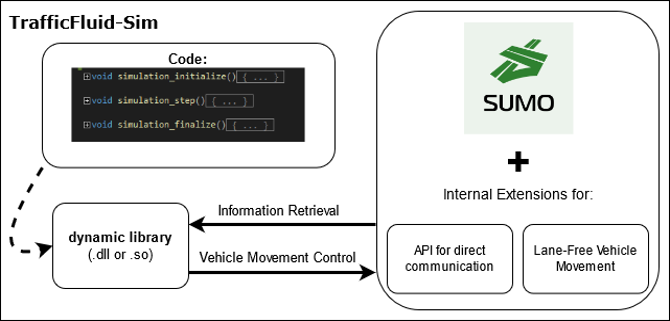 TrafficFluid-Sim
Code:
void simulation_initialize(){ ... }
void simulation_step(){ ... }
void simulation_finalize(){ ... }
SUMO
+
Internal Extensions for:
Information Retrieval
dynamic library
(.dll or .so)
Vehicle Movement Control
API for direct
communication
Lane-Free Vehicle
Movement